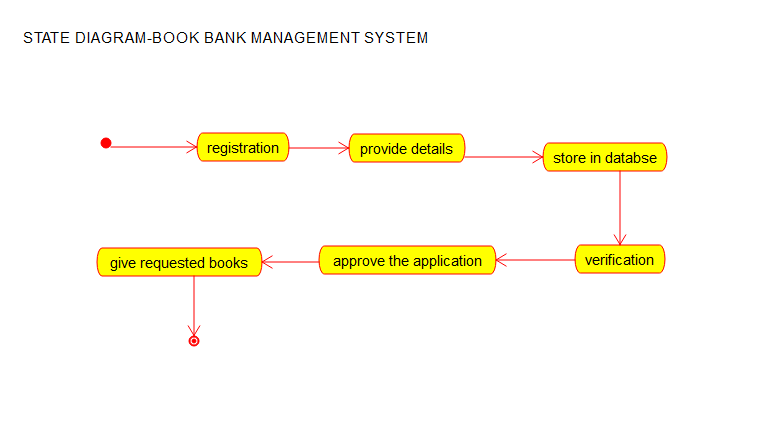 STATE DIAGRAM-BOOK BANK MANAGEMENT SYSTEM
registration
provide details
store in databse
verification
approve the application
give requested books